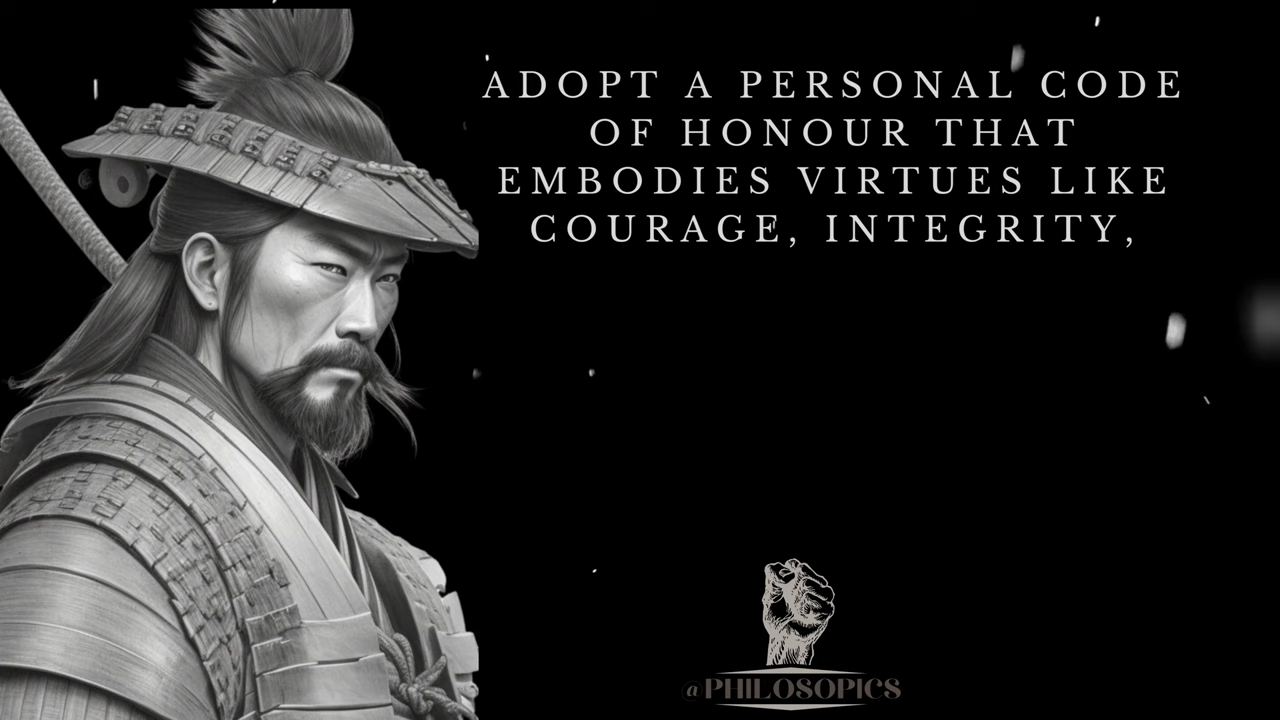 ADOPT A PERSONAL CODE
OF HONOUR THAT
EMBODIES VIRTUES LIKE
COURAGE, INTEGRITY,
@PHILOSOPICS